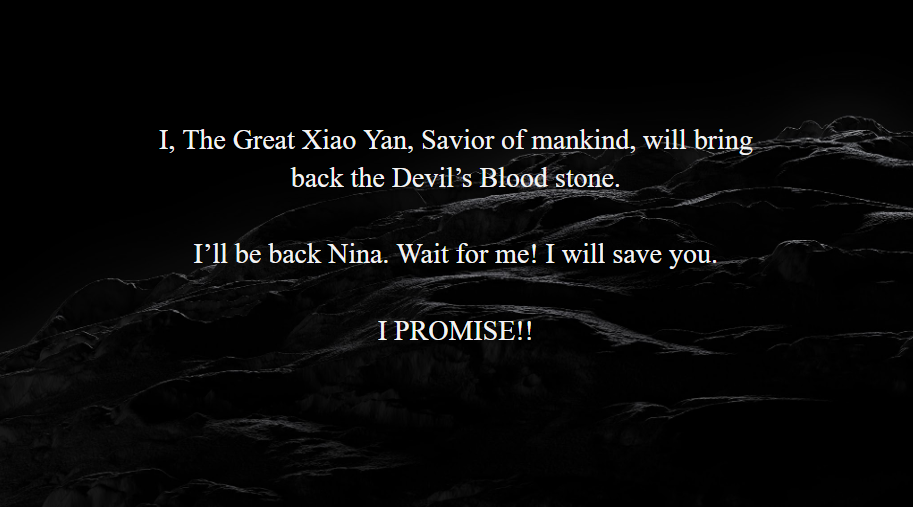 I, The Great Xiao Yan, Savior of mankind, will bring
back the Devil’s Blood stone.
I’ll be back Nina. Wait for me! I will save you.
I PROMISE!!